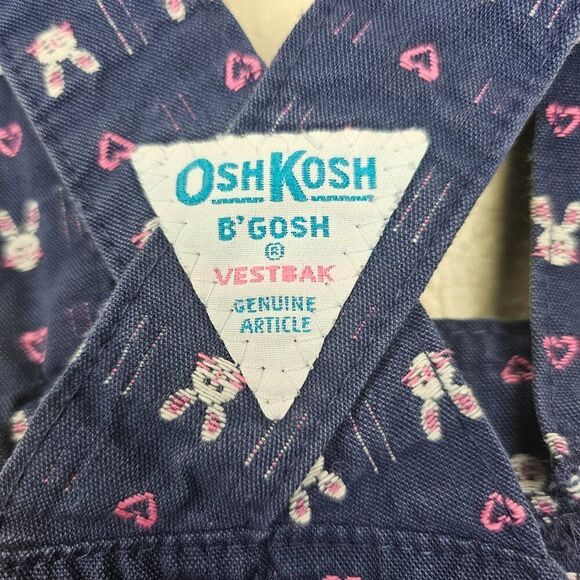 OSHKOSH
B'GOSH
®
VESTBAK
GENUINE
ARTICLE